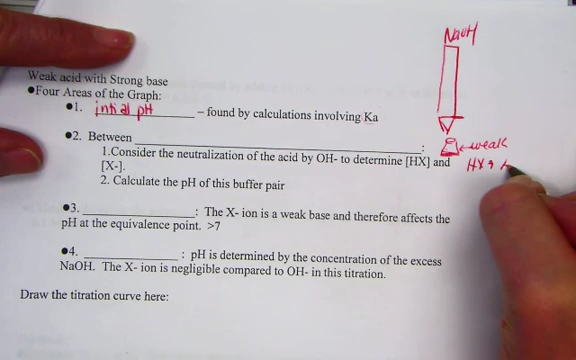 NaOH
Weak acid with Strong base
●Four Areas of the Graph:
●1. intial pH – found by calculations involving Ka
●2. Between ______________________________:
1.Consider the neutralization of the acid by OH- to determine [HX] and
[X-].
2. Calculate the pH of this buffer pair
←weak
HX
●3. ________________: The X- ion is a weak base and therefore affects the
pH at the equivalence point. >7
●4. ______________ : pH is determined by the concentration of the excess
NaOH. The X- ion is negligible compared to OH- in this titration.
Draw the titration curve here: